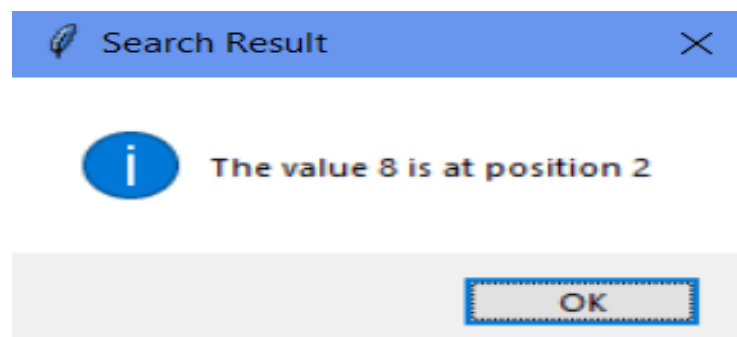 Search Result
The value 8 is at position 2
OK